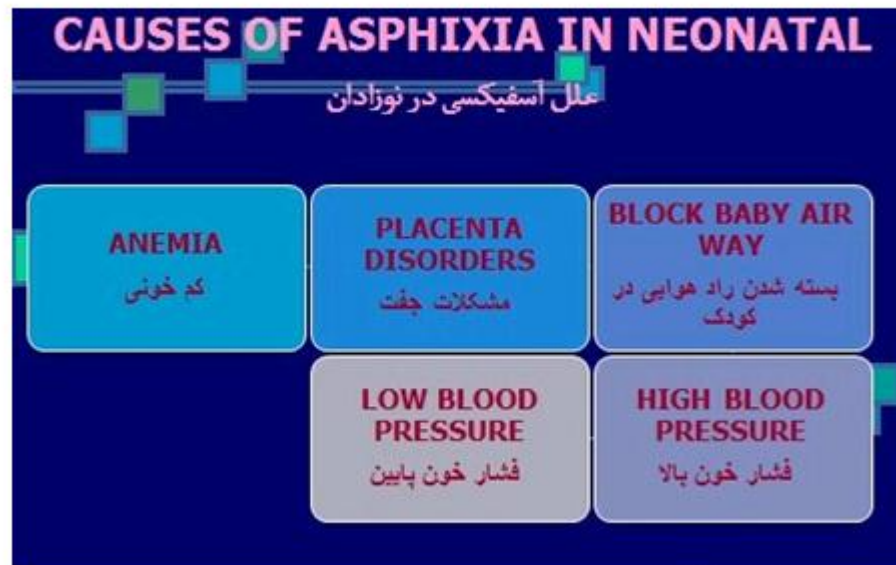 CAUSES OF ASPHIXIA IN NEONATAL
علل آسفیکسی در نوزادان
ANEMIA
کم خونی
PLACENTA
DISORDERS
مشکلات جفت
BLOCK BABY AIR
WAY
بسته شدن راه هوایی در
کودک
LOW BLOOD
PRESSURE
فشار خون پایین
HIGH BLOOD
PRESSURE
فشار خون بالا